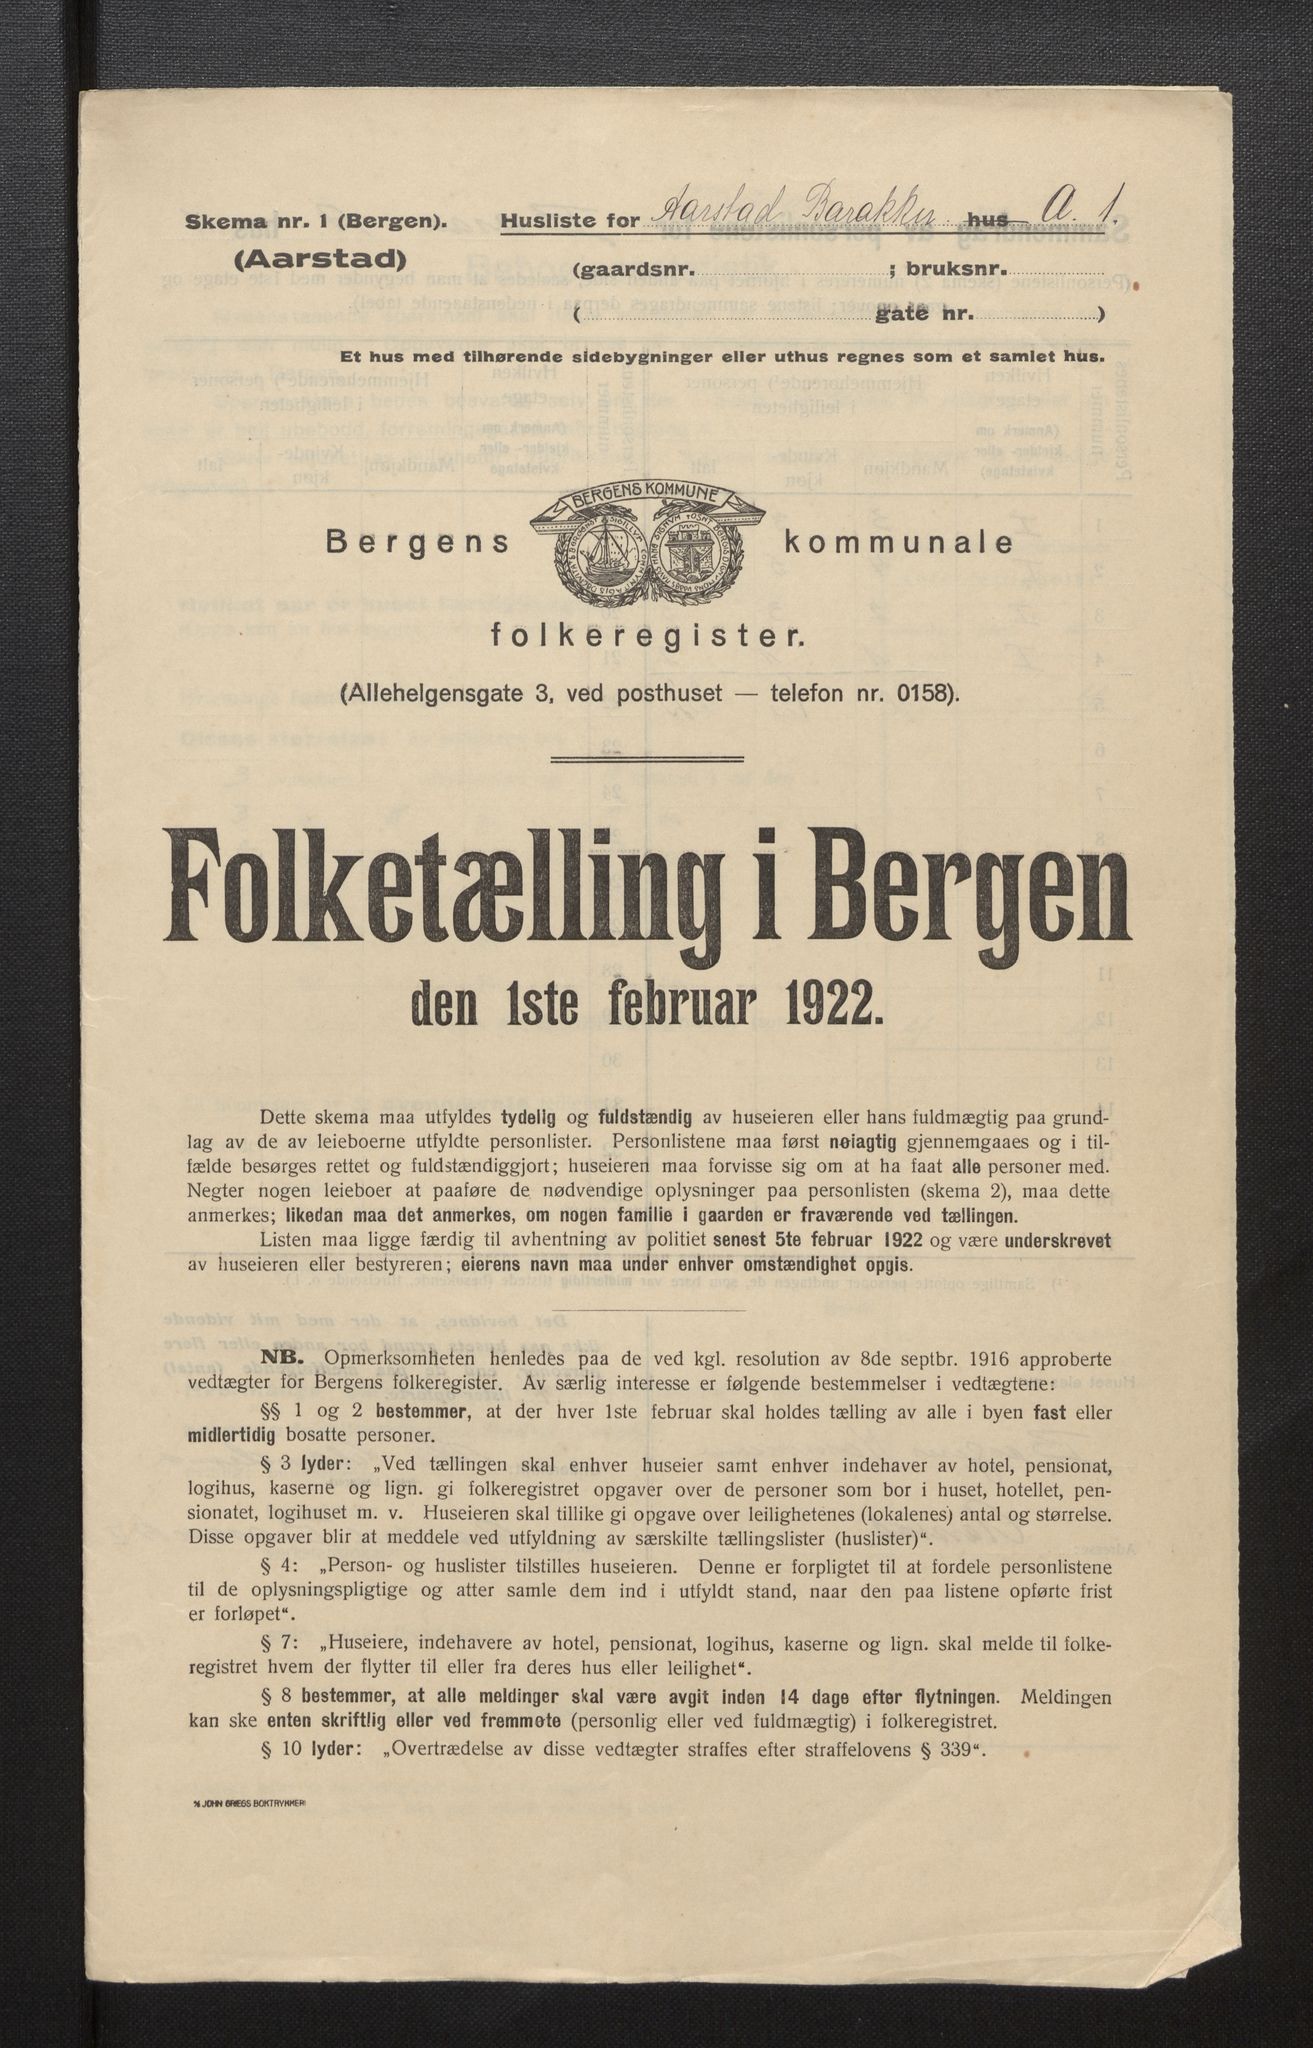 Skema nr. 1 (Bergen). Husliste for Aarstad Barakker hus A. 1.
(Aarstad) (gaardsnr. ; bruksnr.
( gate nr. )
Et hus med tilhørende sidebygninger eller uthus regnes som et samlet hus.
BERGENS KOMMUNE
Bergens kommunale
folkeregister.
(Allehelgensgate 3, ved posthuset — telefon nr. 0158).
Folketælling i Bergen
den 1ste februar 1922.
Dette skema maa utfyldes tydelig og fuldstændig av huseieren eller hans fuldmægtig paa grund-
lag av de av leieboerne utfyldte personlister. Personlistene maa først nøiagtig gjennemgaaes og i til-
fælde besørges rettet og fuldstændiggjort; huseieren maa forvisse sig om at ha faat alle personer med.
Negter nogen leieboer at paaføre de nødvendige oplysninger paa personlisten (skema 2), maa dette
anmerkes; likedan maa det anmerkes, om nogen familie i gaarden er fraværende ved tællingen.
Listen maa ligge færdig til avhentning av politiet senest 5te februar 1922 og være underskrevet
av huseieren eller bestyreren; eierens navn maa under enhver omstændighet opgis.
NB. Opmerksomheten henledes paa de ved kgl. resolution av 8de septbr. 1916 approberte
vedtægter for Bergens folkeregister. Av særlig interesse er følgende bestemmelser i vedtægtene:
§§ 1 og 2 bestemmer, at der hver 1ste februar skal holdes tælling av alle i byen fast eller
midlertidig bosatte personer.
§ 3 lyder: „Ved tællingen skal enhver huseier samt enhver indehaver av hotel, pensionat,
logihus, kaserne og lign. gi folkeregistret opgaver over de personer som bor i huset, hotellet, pen-
sionatet, logihuset m. v. Huseieren skal tillike gi opgave over leilighetenes (lokalenes) antal og størrelse.
Disse opgaver blir at meddele ved utfyldning av særskilte tællingslister (huslister)“.
§ 4: „Person- og huslister tilstilles huseieren. Denne er forpligtet til at fordele personlistene
til de oplysningspligtige og atter samle dem ind i utfyldt stand, naar den paa listene opførte frist
er forløpet“.
§ 7: „Huseiere, indehavere av hotel, pensionat, logihus, kaserne og lign. skal melde til folke-
registret hvem der flytter til eller fra deres hus eller leilighet“.
§ 8 bestemmer, at alle meldinger skal være avgit inden 14 dage efter flytningen. Meldingen
kan ske enten skriftlig eller ved fremmøte (personlig eller ved fuldmægtig) i folkeregistret.
§ 10 lyder: „Overtrædelse av disse vedtægter straffes efter straffelovens § 339“.
A/S JOHN GRIEGS BOKTRYKKERI